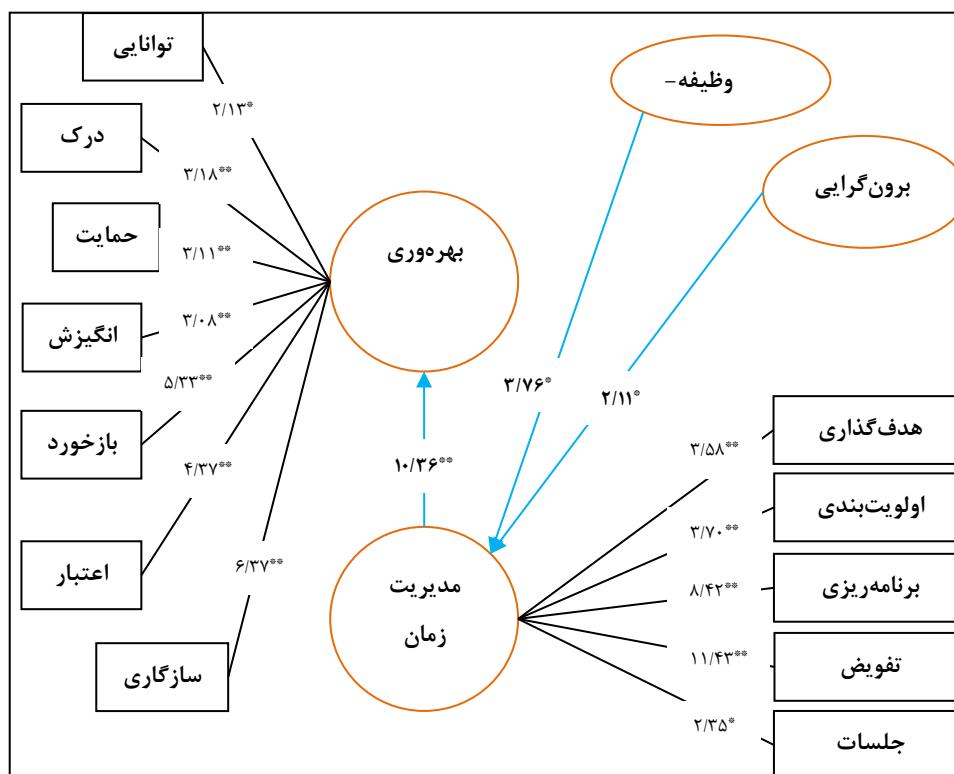 توانایی
وظیفه-
۲/۱۳*
درک
۳/۱۸**
برون‌گرایی
حمایت
۳/۱۱**
بهره‌وری
انگیزش
۳/۰۸**
۵/۳۳**
۳/۷۶*
۲/۱۱*
بازخورد
هدف‌گذاری
۳/۵۸**
۴/۳۷**
۱۰/۳۶**
اولویت‌بندی
۳/۷۰**
اعتبار
۶/۳۷**
مدیریت
زمان
برنامه‌ریزی
۸/۴۲**
تفویض
۱۱/۴۳**
سازگاری
۲/۳۵*
جلسات